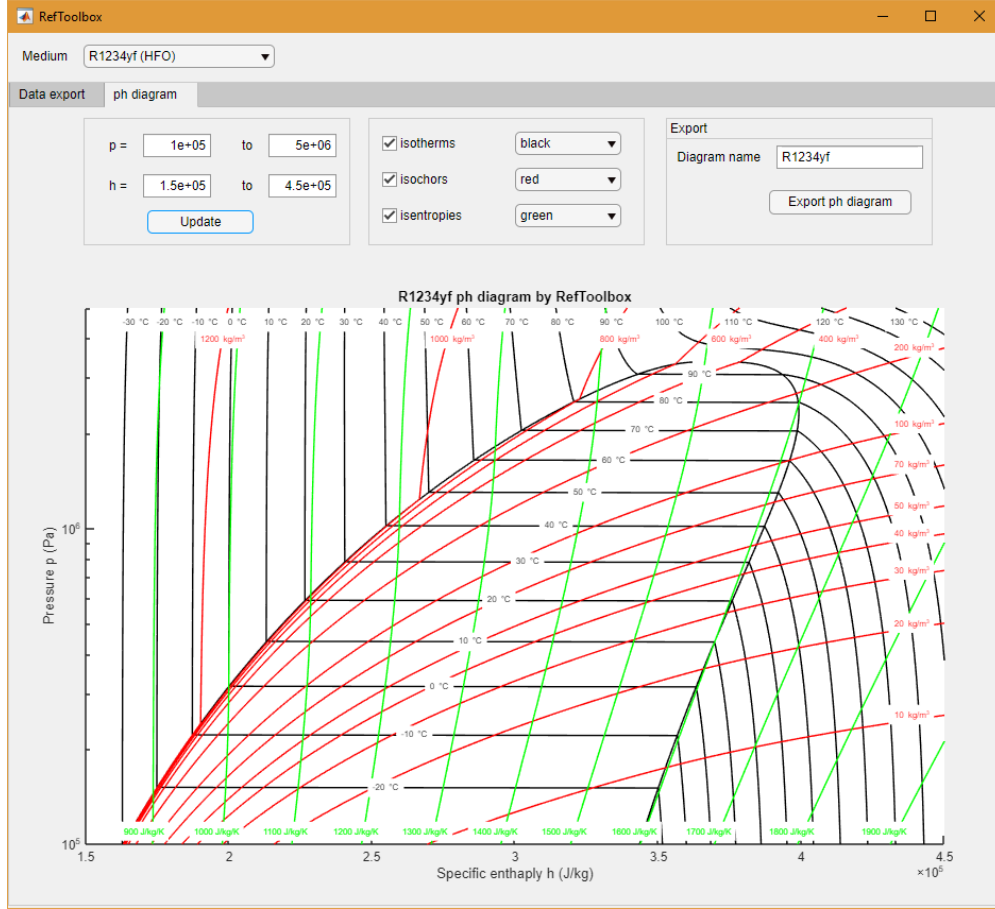 RefToolbox
Medium R1234yf (HFO)
Data export ph diagram
p = 1e+05 to 5e+06
h = 1.5e+05 to 4.5e+05
Update
isotherms black
isochors red
isentropies green
Export
Diagram name R1234yf
Export ph diagram
R1234yf ph diagram by RefToolbox
-30 °C -20 °C -10 °C 0 °C 10 °C 20 °C 30 °C 40 °C 50 °C 60 °C 70 °C 80 °C 90 °C 100 °C 110 °C 120 °C 130 °C
1200 kg/m³ 1000 kg/m³ 800 kg/m³ 600 kg/m³ 400 kg/m³
200 kg/m³
90 °C
80 °C
100 kg/m³
70 °C
60 °C
70 kg/m³
50 °C
50 kg/m³
40 °C
40 kg/m³
30 °C
30 kg/m³
20 °C
20 kg/m³
10 °C
0 °C
10 kg/m³
-10 °C
-20 °C
900 J/kg/K 1000 J/kg/K 1100 J/kg/K 1200 J/kg/K 1300 J/kg/K 1400 J/kg/K 1500 J/kg/K 1600 J/kg/K 1700 J/kg/K 1800 J/kg/K 1900 J/kg/K
Pressure p (Pa)
10⁶
10⁵
1.5 2 2.5 3 3.5 4 4.5
Specific enthaply h (J/kg)
×10⁵